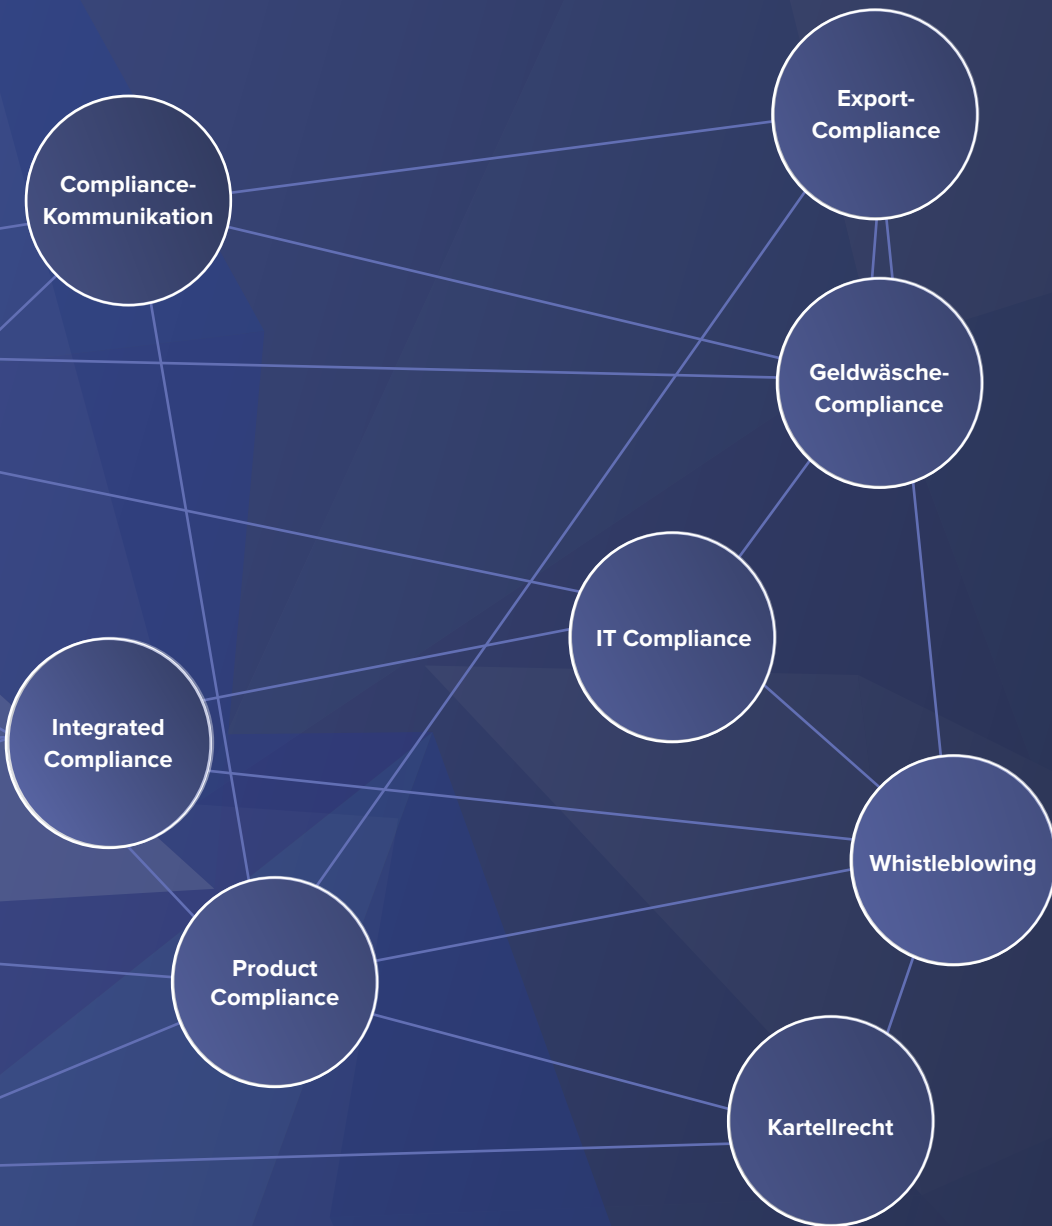 Export-
Compliance
Compliance-
Kommunikation
Geldwäsche-
Compliance
IT Compliance
Integrated
Compliance
Whistleblowing
Product
Compliance
Kartellrecht